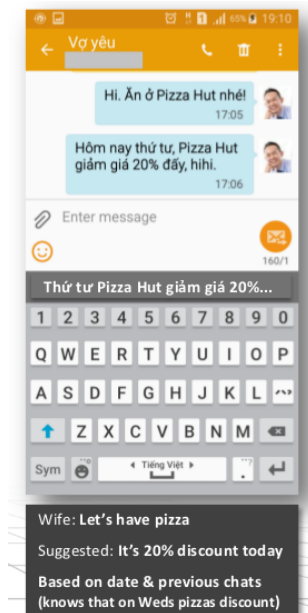 65% 19:10
Vợ yêu
Hi. Ăn ở Pizza Hut nhé!
17:05
Hôm nay thứ tư, Pizza Hut
giảm giá 20% đấy, hihi.
17:06
Enter message
160/1
Thứ tư Pizza Hut giảm giá 20%...
1 2 3 4 5 6 7 8 9 0
Q W E R T Y U I O P
A S D F G H J K L
Z X C V B N M
Sym Tiếng Việt .
Wife: Let's have pizza
Suggested: It's 20% discount today
Based on date & previous chats
(knows that on Weds pizzas discount)